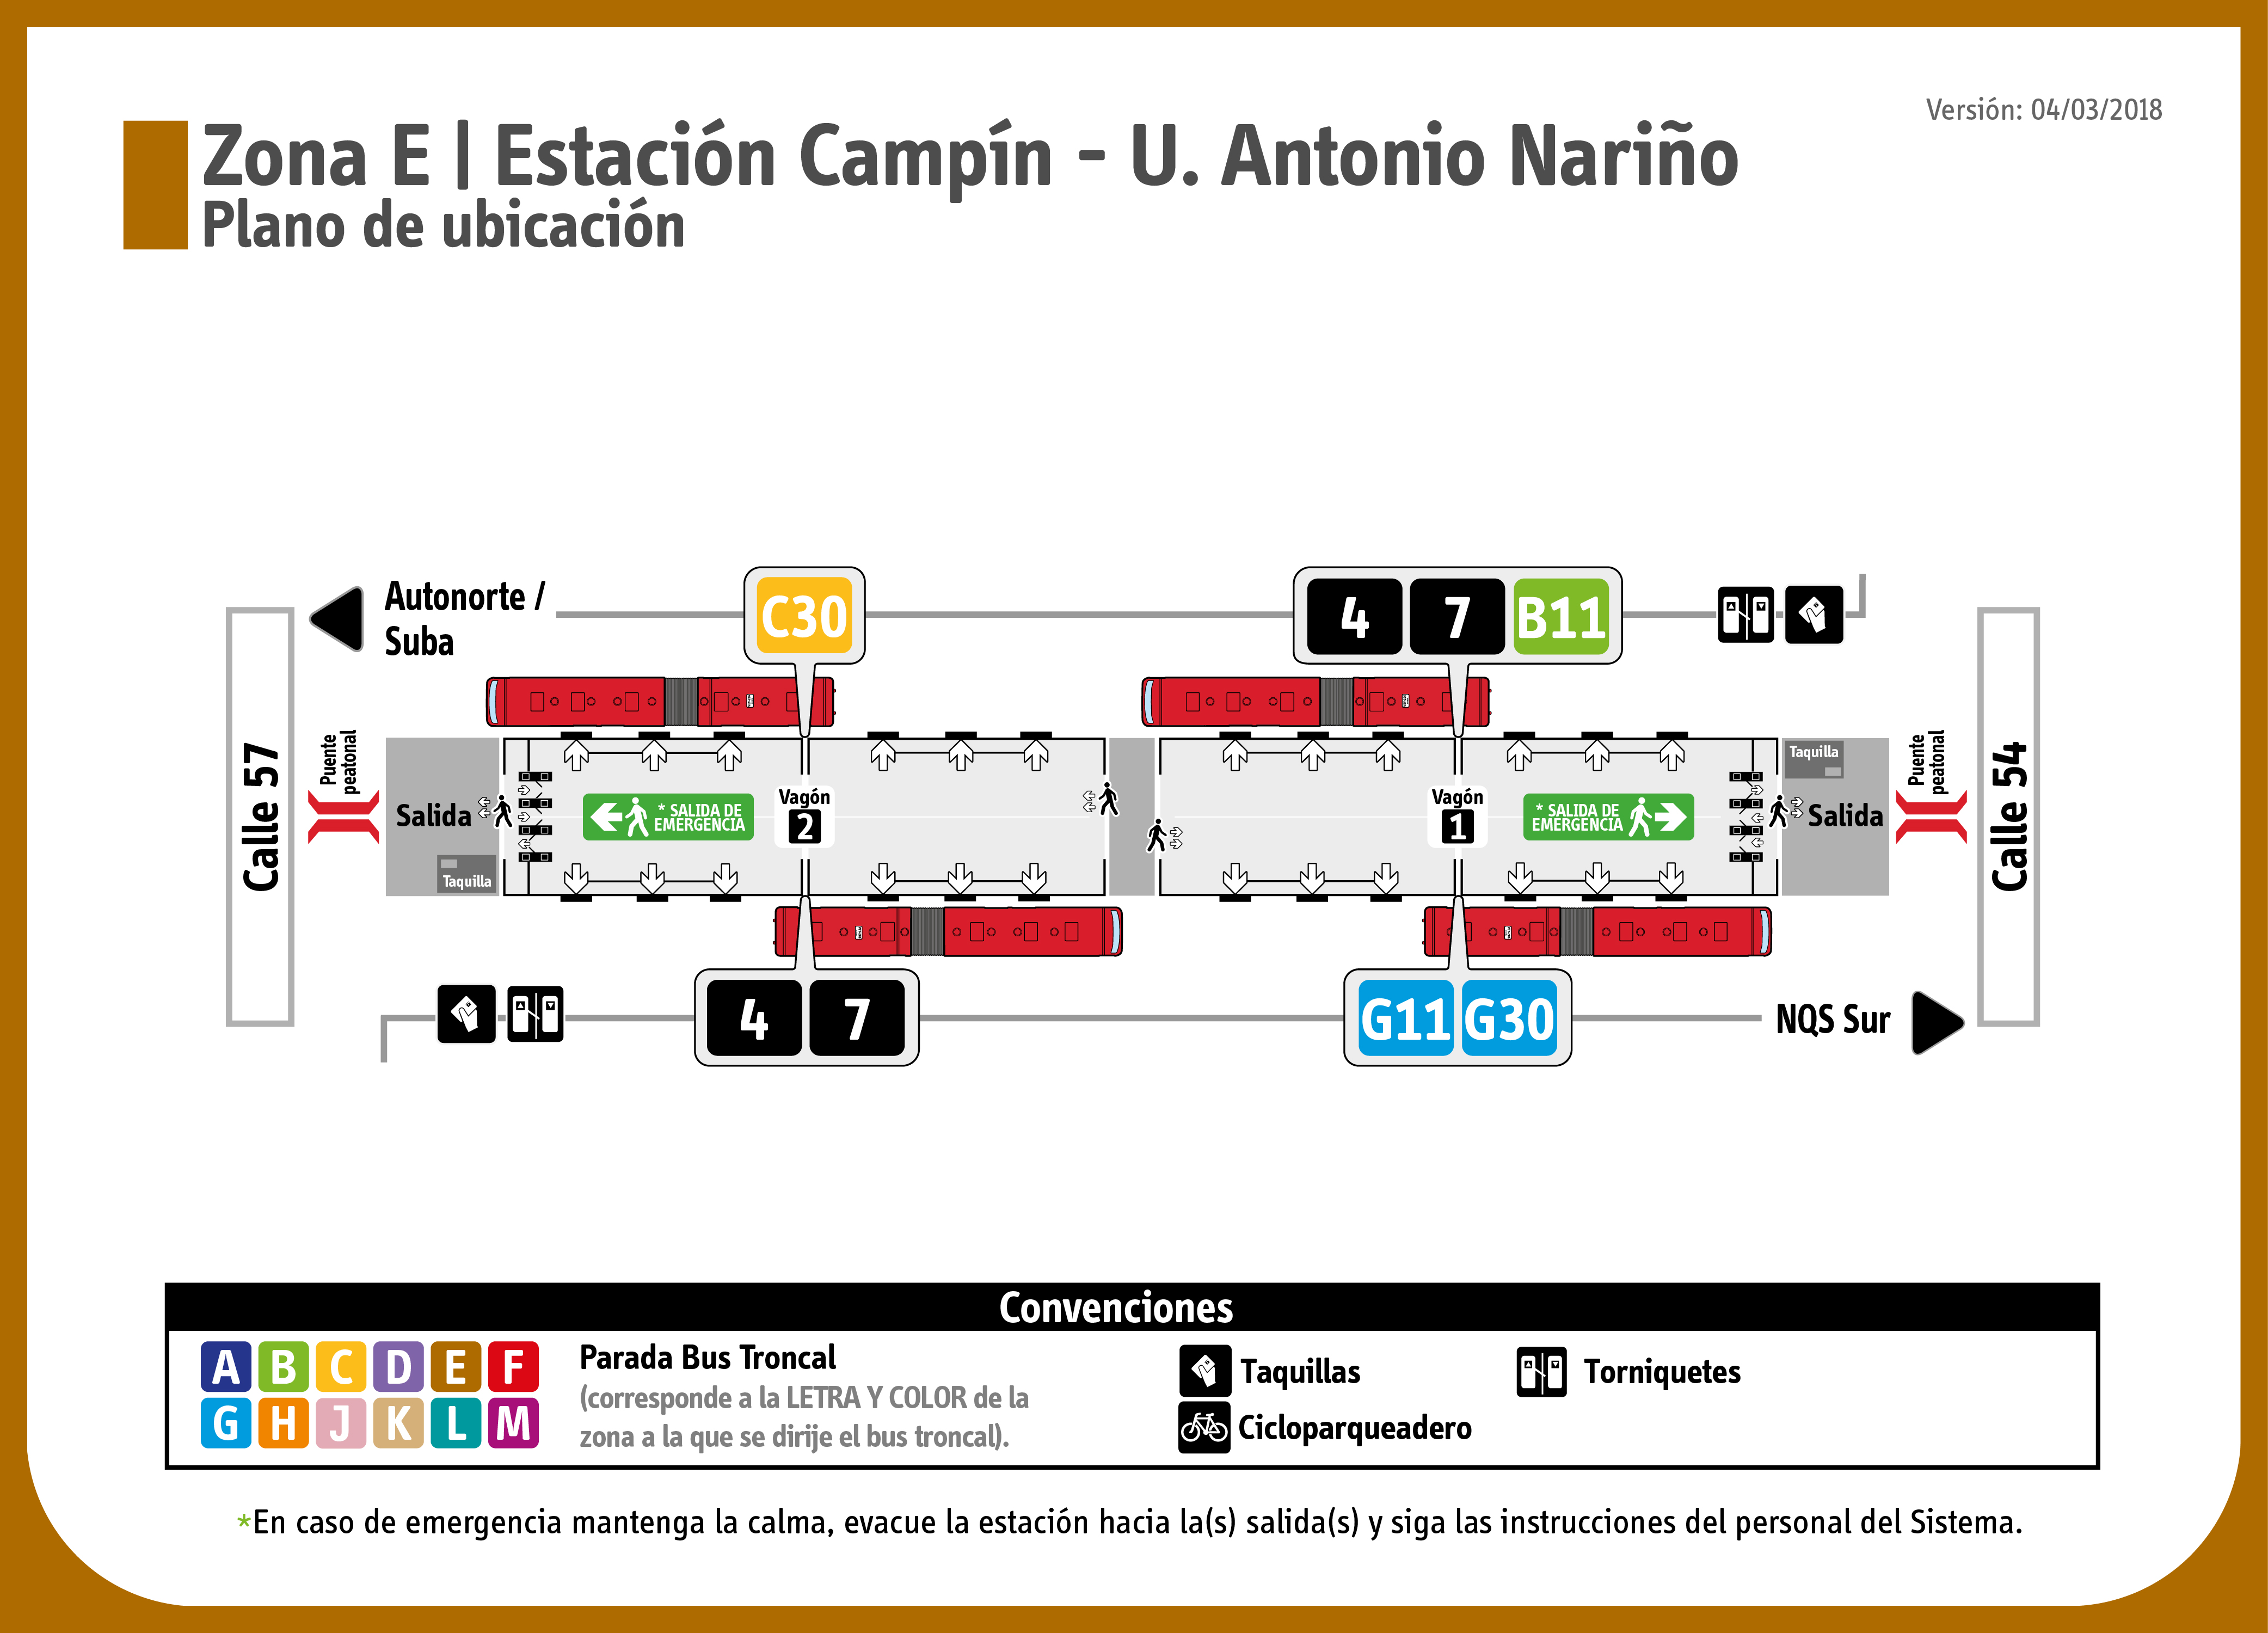 Versión: 04/03/2018
Zona E | Estación Campín - U. Antonio Nariño
Plano de ubicación
Autonorte /
Suba
C30
4 7 B11
Calle 57
Puente
peatonal
Salida
Taquilla
* SALIDA DE
EMERGENCIA
Vagón
2
Vagón
1
* SALIDA DE
EMERGENCIA
Taquilla
Salida
Puente
peatonal
Calle 54
4 7
G11 G30
NQS Sur
Convenciones
A B C D E F
G H J K L M
Parada Bus Troncal
(corresponde a la LETRA Y COLOR de la
zona a la que se dirije el bus troncal).
Taquillas
Cicloparqueadero
Torniquetes
*En caso de emergencia mantenga la calma, evacue la estación hacia la(s) salida(s) y siga las instrucciones del personal del Sistema.